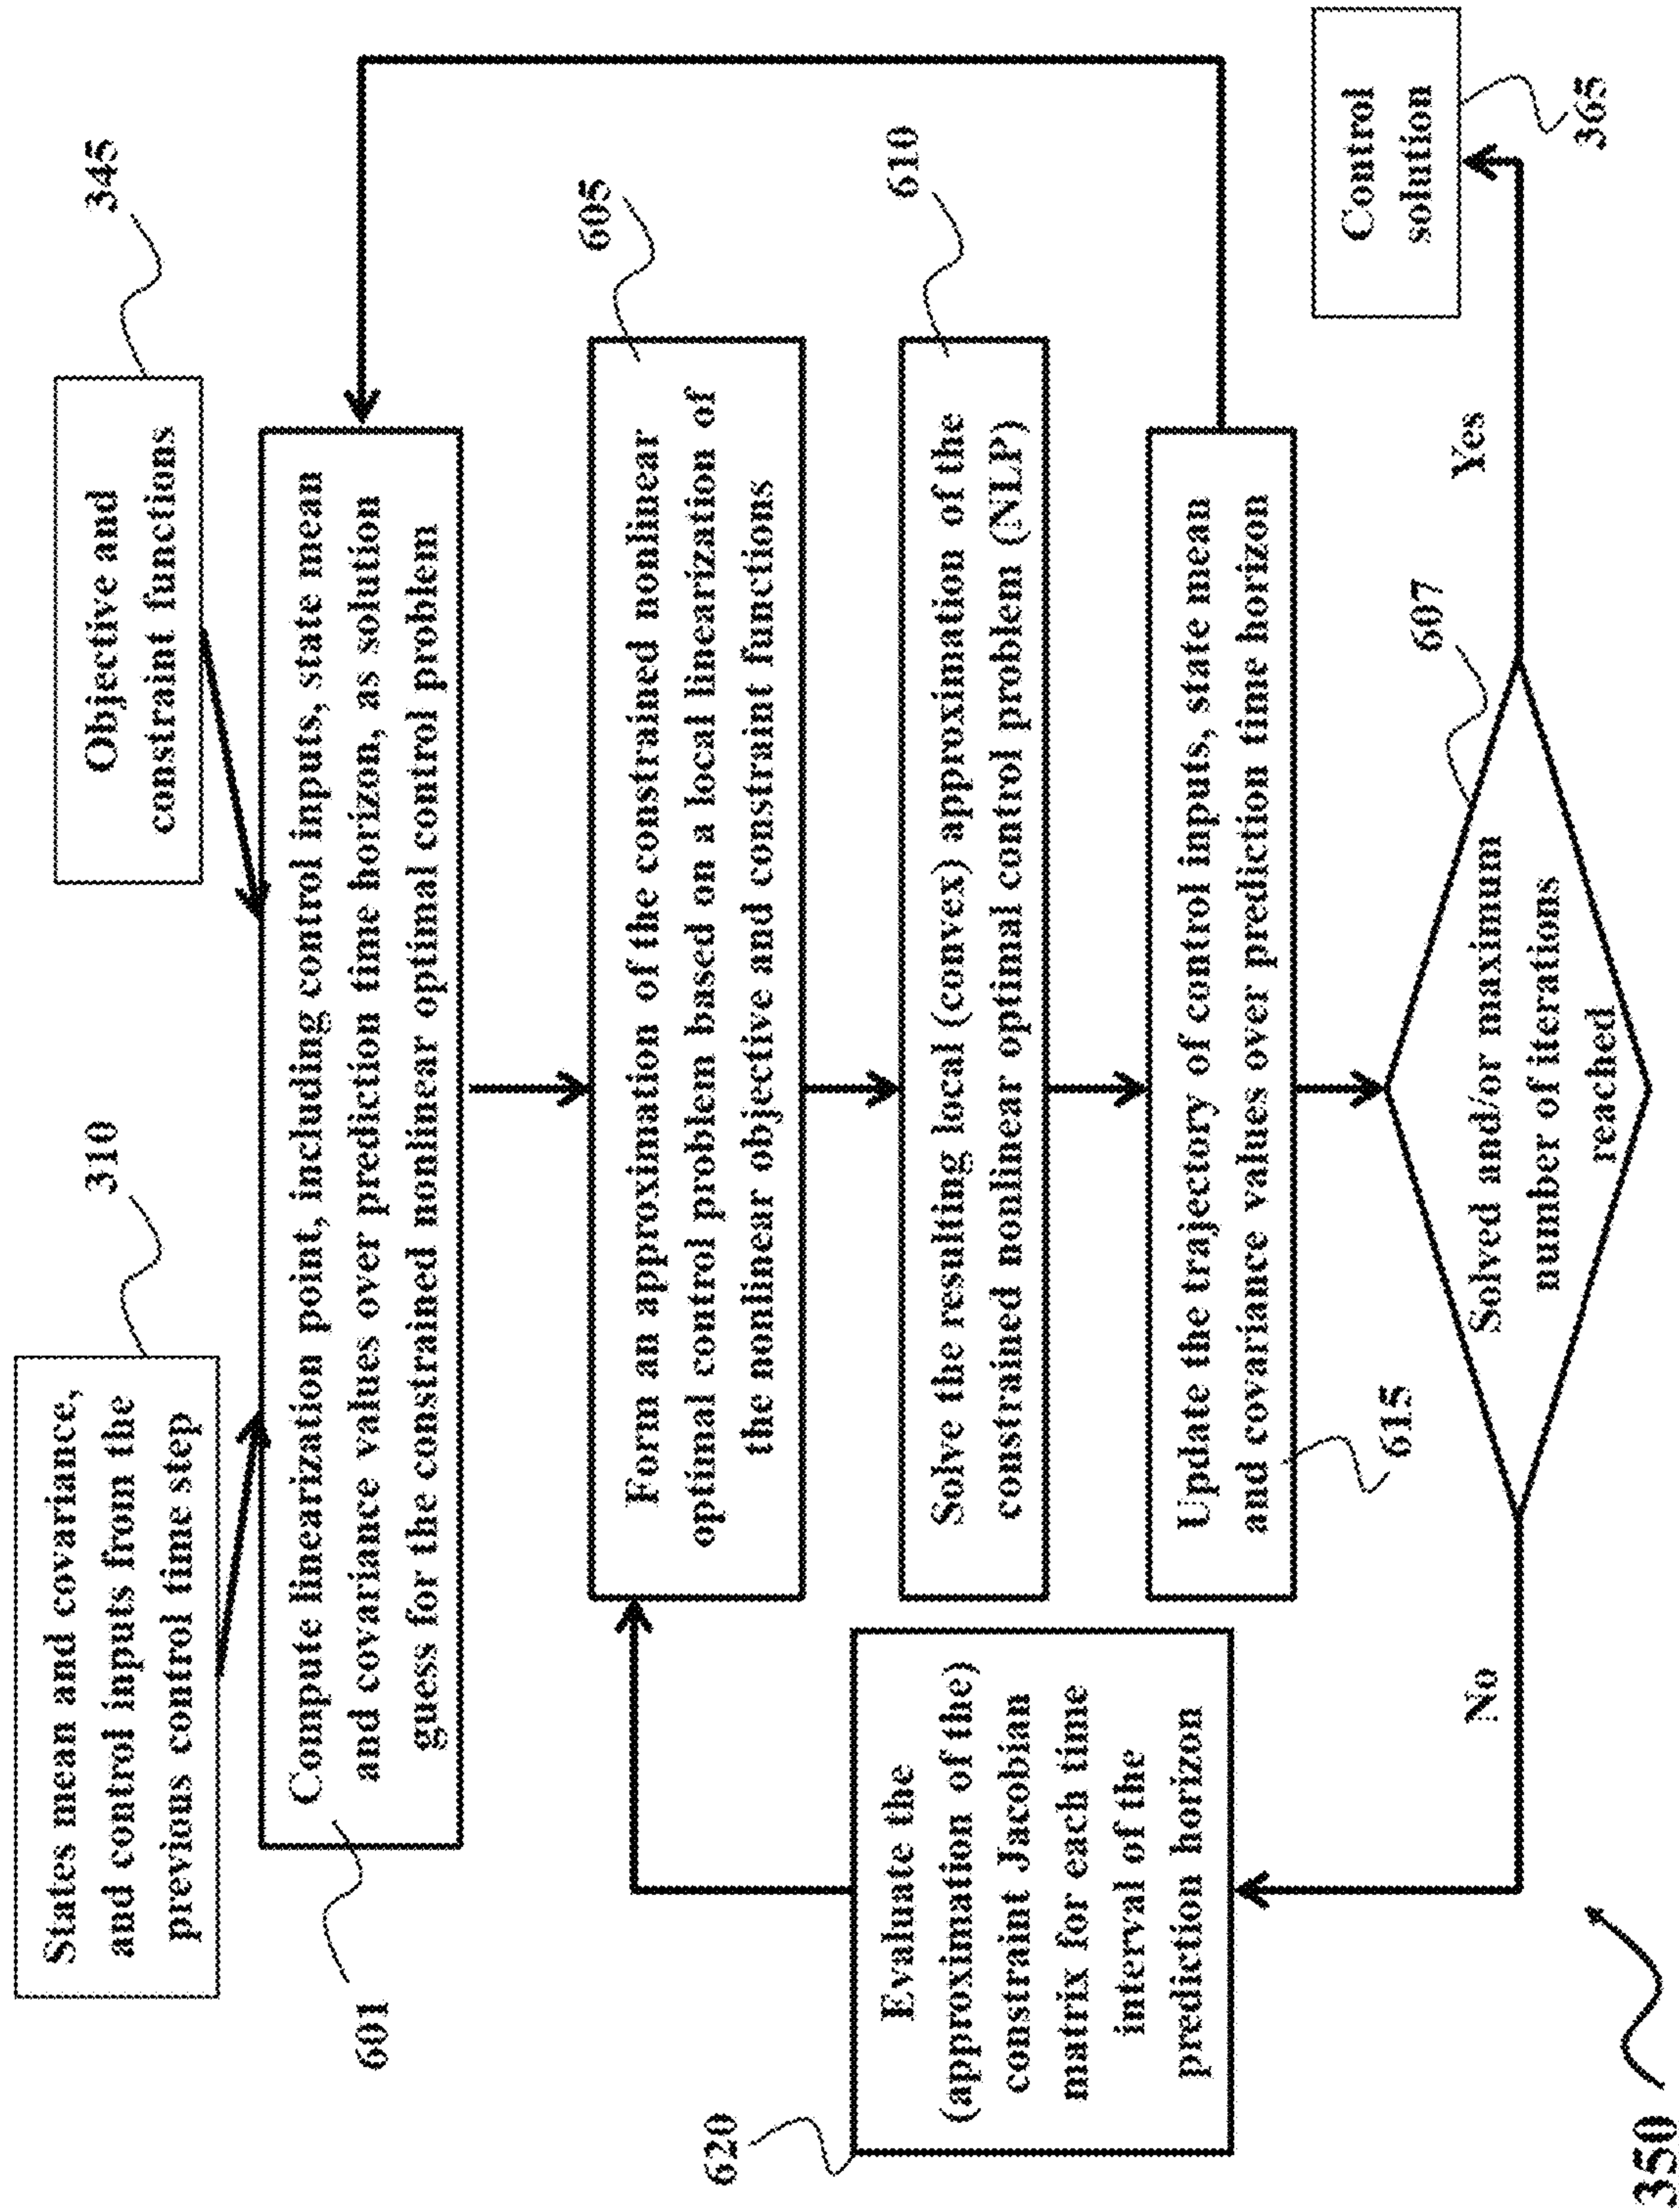 310
States mean and covariance,
and control inputs from the
previous control time step
345
Objective and
constraint functions
601
Compute linearization point, including control inputs, state mean
and covariance values over prediction time horizon, as solution
guess for the constrained nonlinear optimal control problem
605
Form an approximation of the constrained nonlinear
optimal control problem based on a local linearization of
the nonlinear objective and constraint functions
610
Solve the resulting local (convex) approximation of the
constrained nonlinear optimal control problem (NLP)
620
Evaluate the
(approximation of the)
constraint Jacobian
matrix for each time
interval of the
prediction horizon
Update the trajectory of control inputs, state mean
and covariance values over prediction time horizon
615
607
Solved and/or maximum
number of iterations
reached
No
Yes
Control
solution
365
350